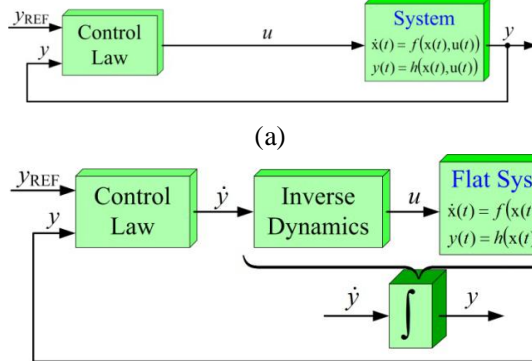 y_REF
y
Control
Law
u
System
ẋ(t) = f(x(t),u(t))
y(t) = h(x(t),u(t))
y
(a)
y_REF
y
Control
Law
ẏ
Inverse
Dynamics
u
Flat Sys
ẋ(t) = f(x(t
y(t) = h(x(t)
ẏ
∫
y